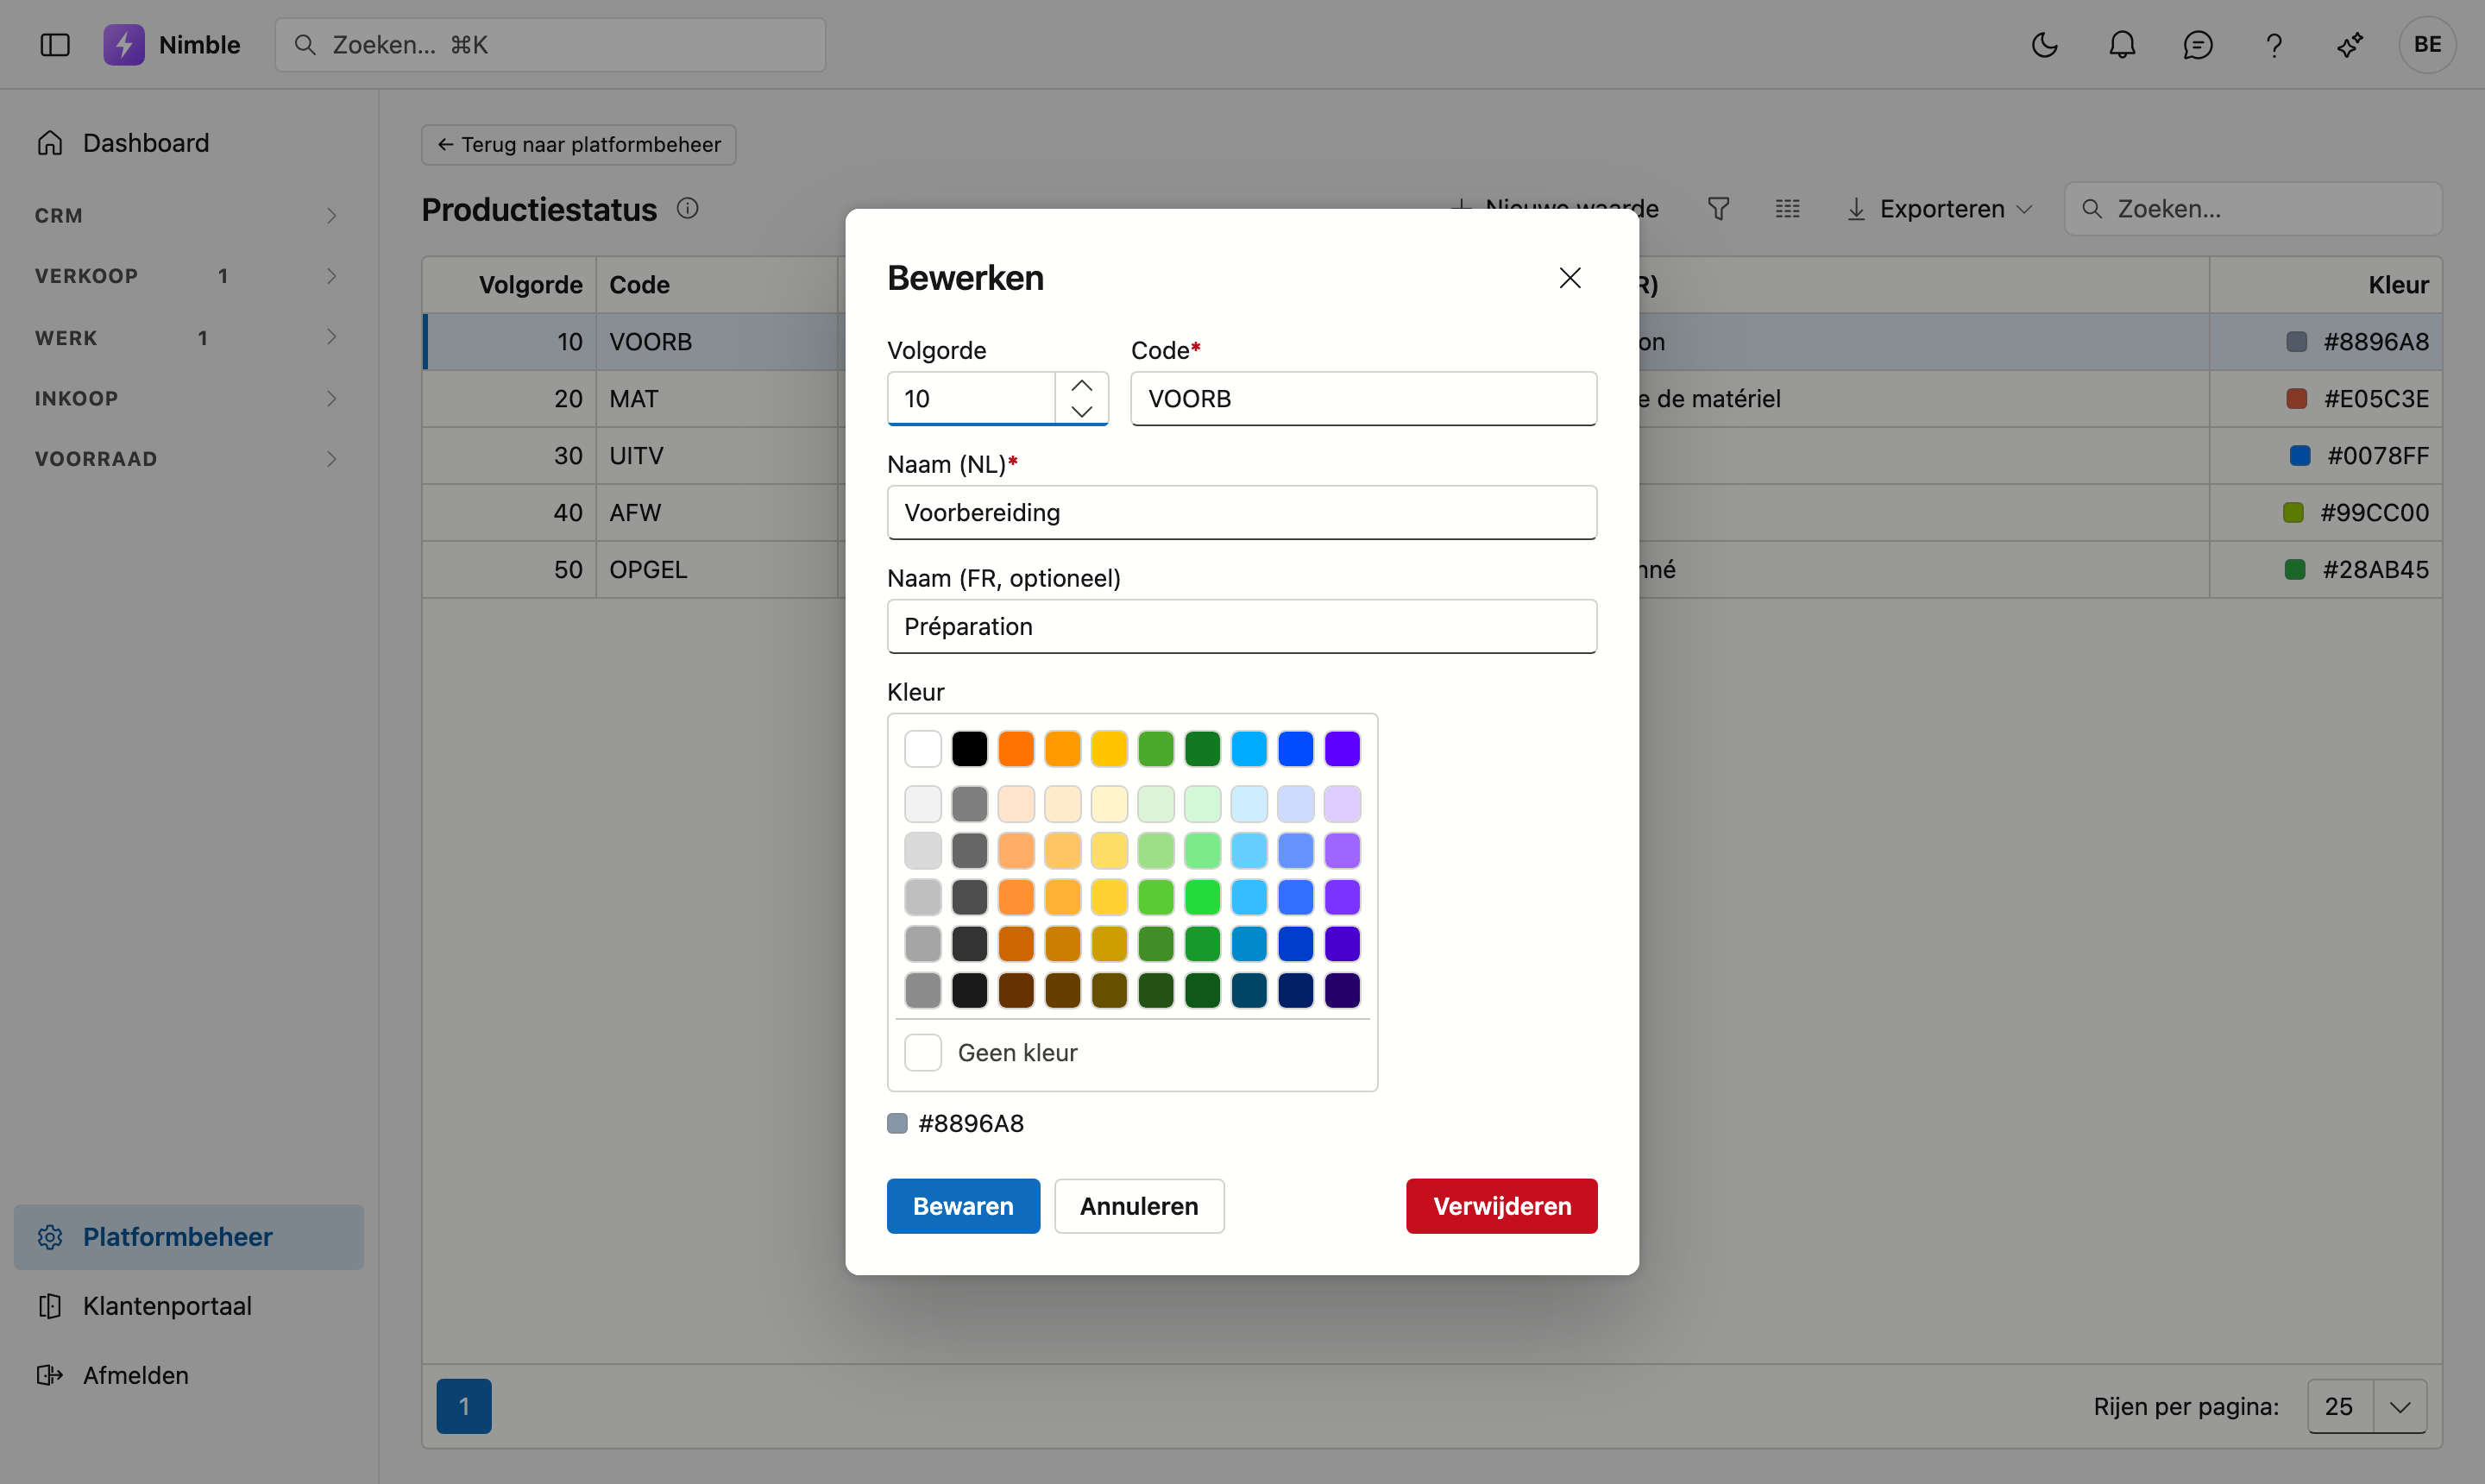 Nimble
Zoeken... ⌘K
BE
Dashboard
CRM
VERKOOP 1
WERK 1
INKOOP
VOORRAAD
Platformbeheer
Klantenportaal
Afmelden
← Terug naar platformbeheer
Productiestatus
Nieuwe waarde
Exporteren
Zoeken...
Volgorde Code R) Kleur
10 VOORB on #8896A8
20 MAT e de matériel #E05C3E
30 UITV #0078FF
40 AFW #99CC00
50 OPGEL nné #28AB45
1
Rijen per pagina: 25
Bewerken
Volgorde Code*
10 VOORB
Naam (NL)*
Voorbereiding
Naam (FR, optioneel)
Préparation
Kleur
Geen kleur
#8896A8
Bewaren Annuleren Verwijderen